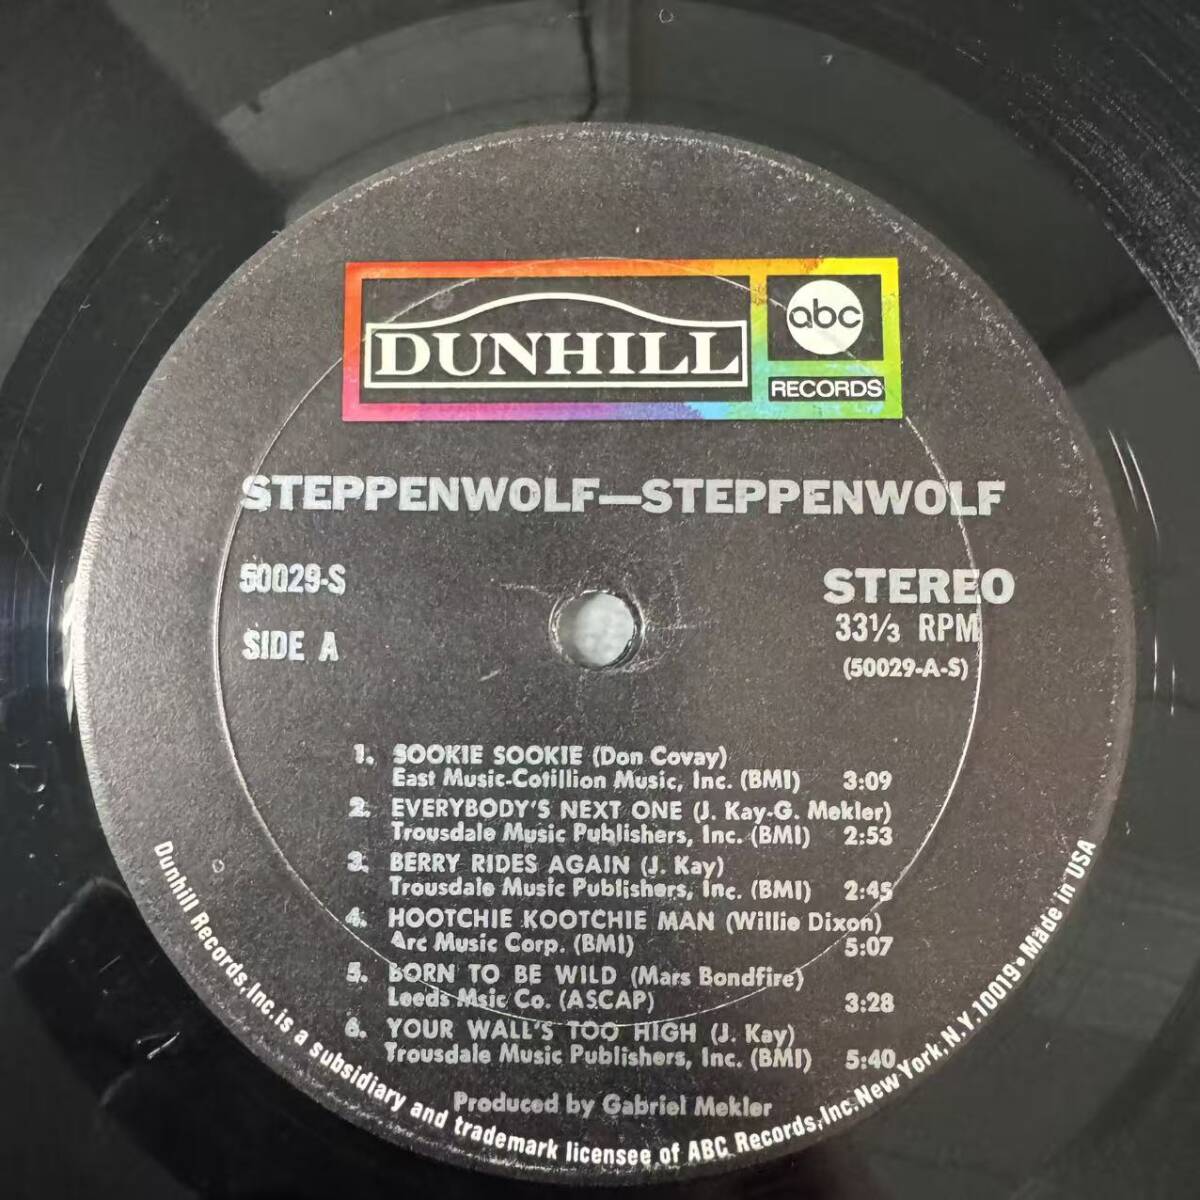 DUNHILL
abc
RECORDS
STEPPENWOLF—STEPPENWOLF
50029-S
SIDE A
STEREO
33⅓ RPM
(50029-A-S)
1. SOOKIE SOOKIE (Don Covay)
East Music-Cotillion Music, Inc. (BMI) 3:09
2. EVERYBODY'S NEXT ONE (J. Kay-G. Mekler)
Trousdale Music Publishers, Inc. (BMI) 2:53
3. BERRY RIDES AGAIN (J. Kay)
Trousdale Music Publishers, Inc. (BMI) 2:45
4. HOOTCHIE KOOTCHIE MAN (Willie Dixon)
Arc Music Corp. (BMI) 5:07
5. BORN TO BE WILD (Mars Bondfire)
Leeds Msic Co. (ASCAP) 3:28
6. YOUR WALL'S TOO HIGH (J. Kay)
Trousdale Music Publishers, Inc. (BMI) 5:40
Produced by Gabriel Mekler
Dunhill Records, Inc. is a subsidiary and trademark licensee of ABC Records, Inc. New York, N.Y. 10019 • Made in USA